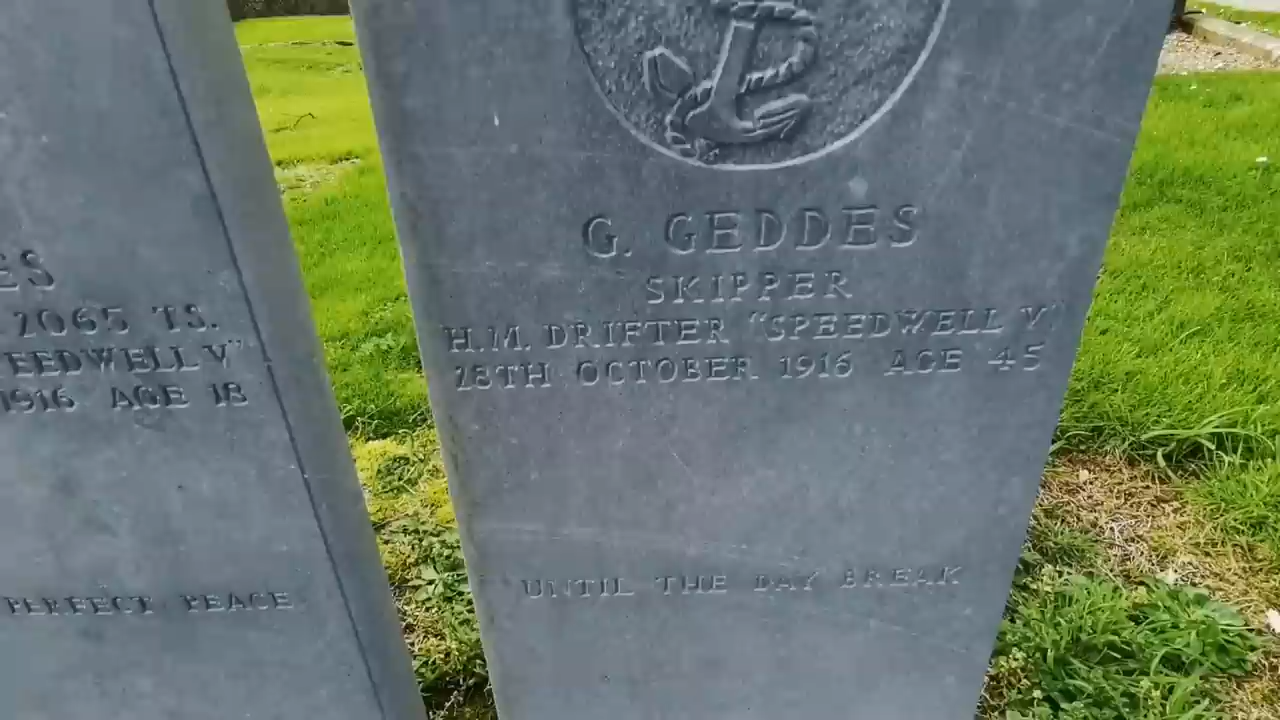 ES
2065 TS.
EEDWELL V"
1916 AGE 18
PERFECT PEACE
G. GEDDES
SKIPPER
H.M. DRIFTER "SPEEDWELL V"
18TH OCTOBER 1916 AGE 45
UNTIL THE DAY BREAK